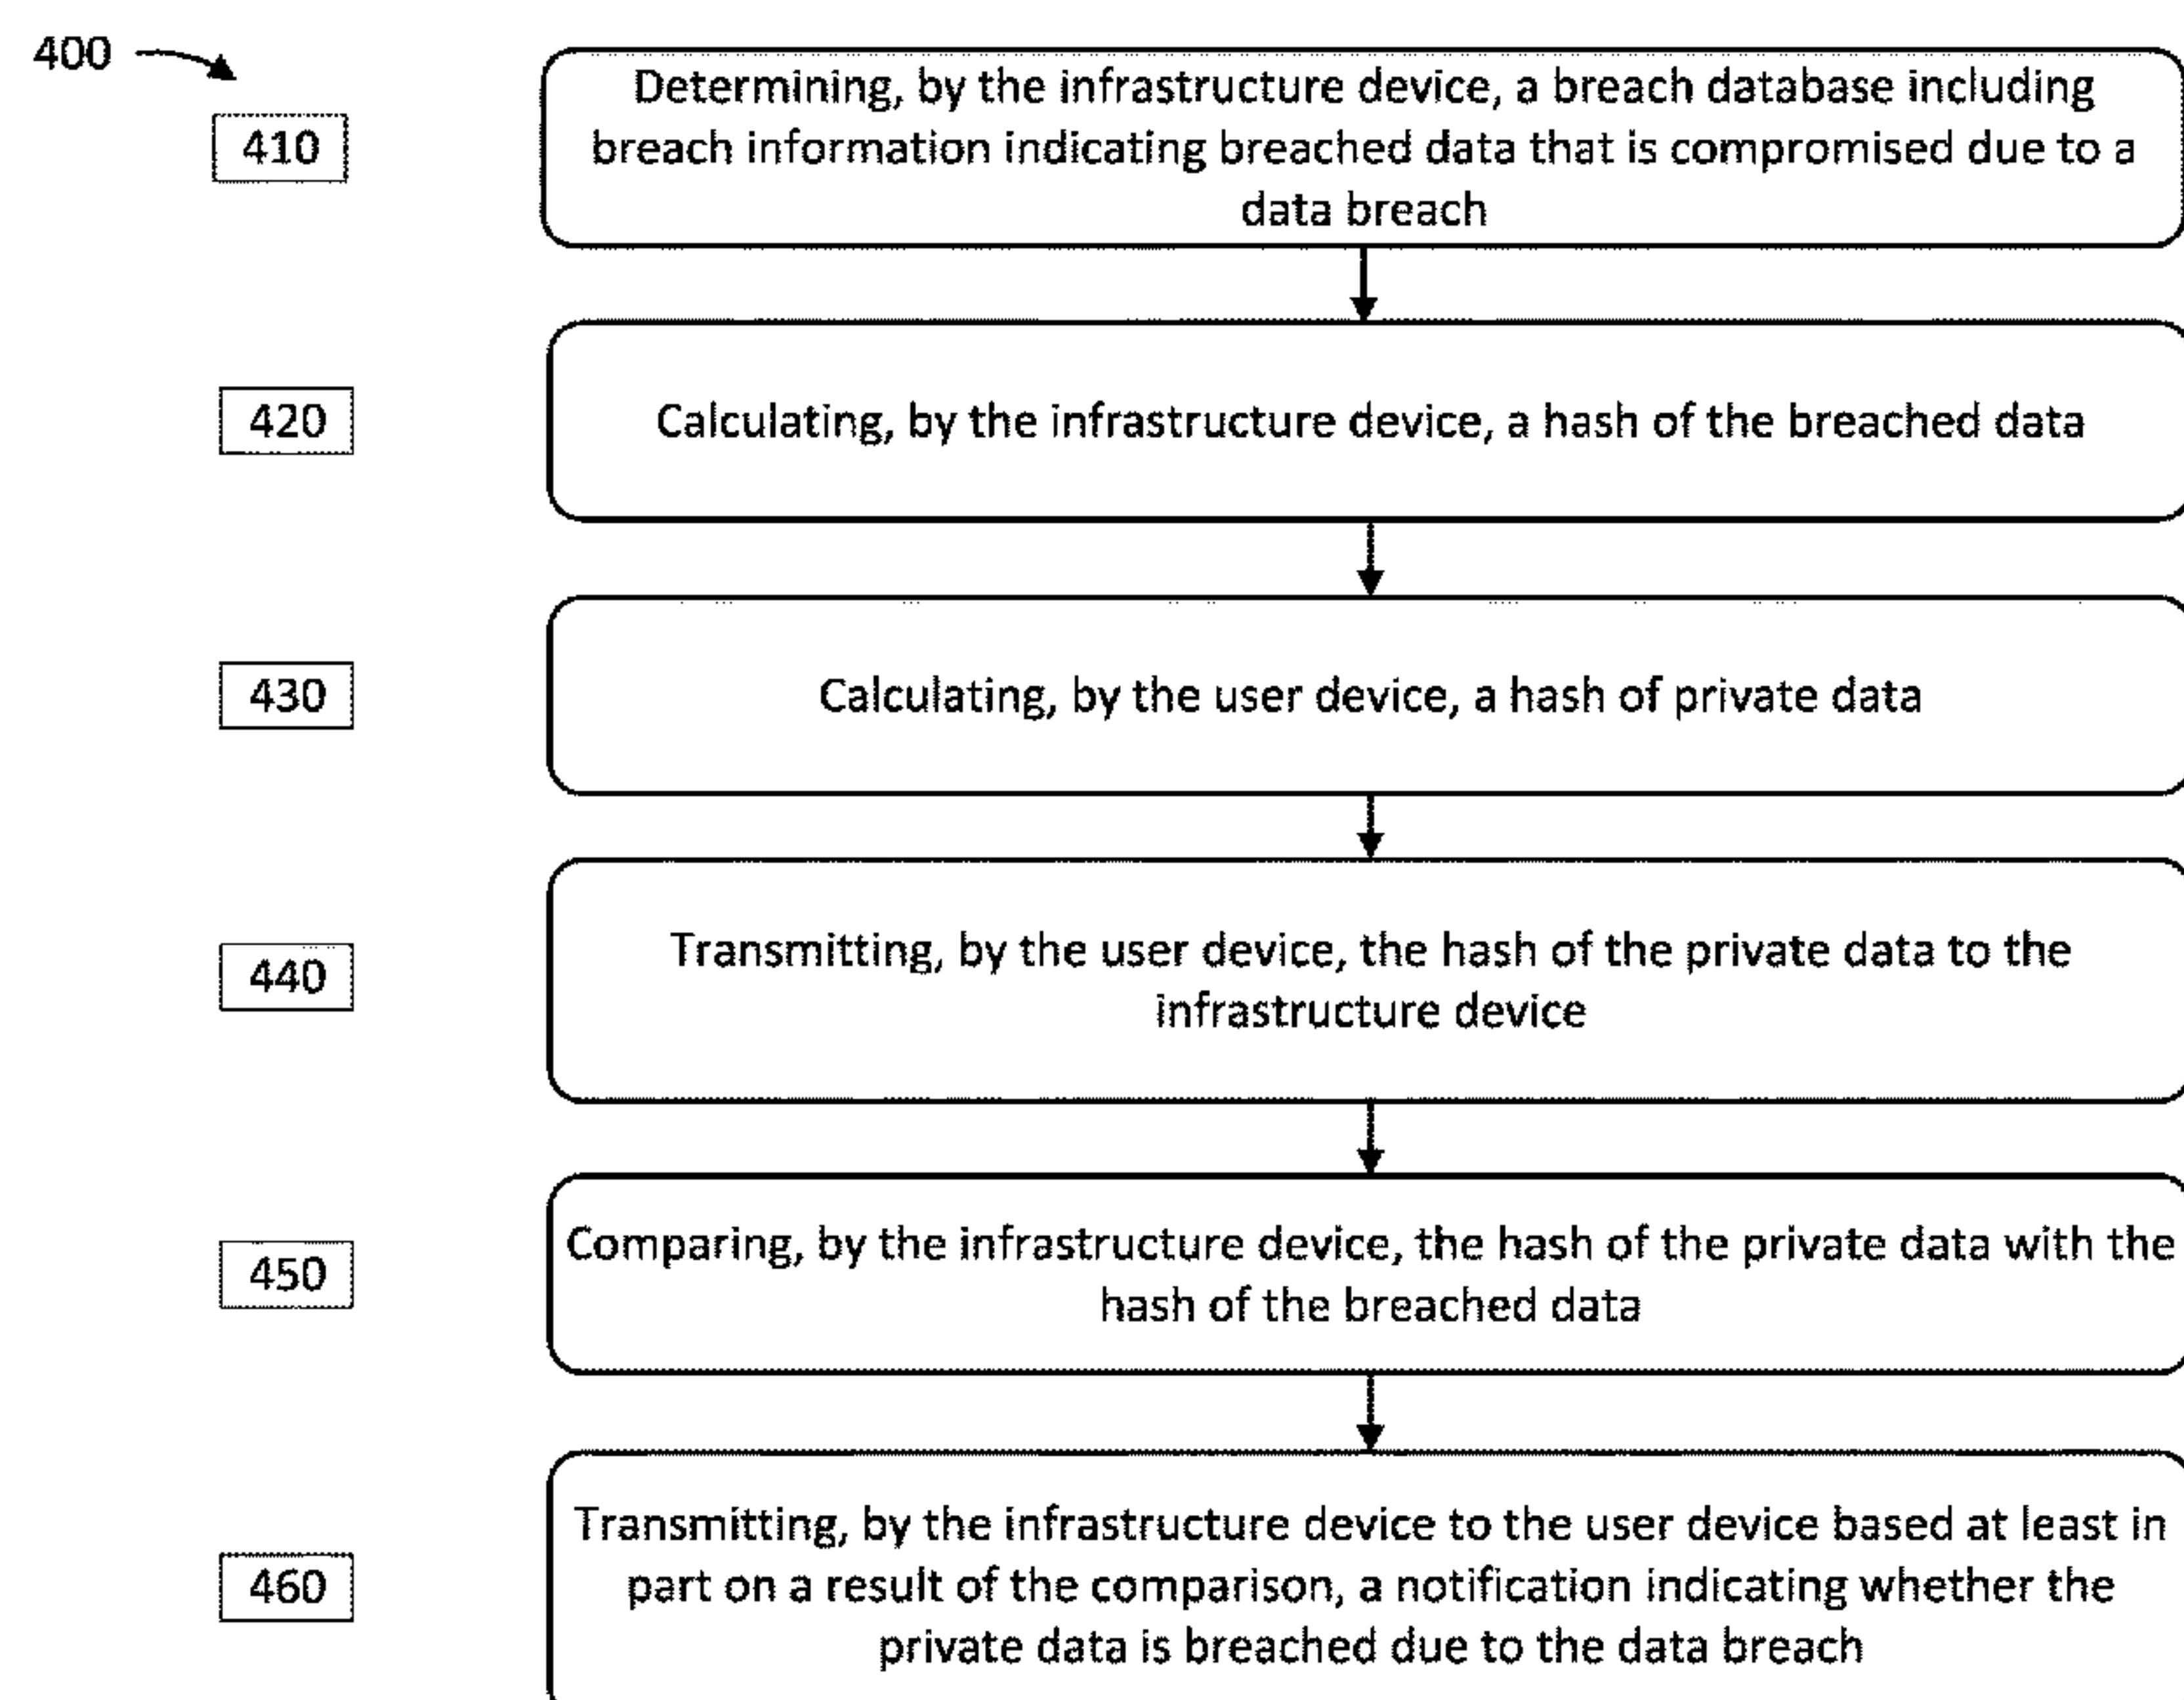 400
410
Determining, by the infrastructure device, a breach database including
breach information indicating breached data that is compromised due to a
data breach
420
Calculating, by the infrastructure device, a hash of the breached data
430
Calculating, by the user device, a hash of private data
440
Transmitting, by the user device, the hash of the private data to the
infrastructure device
450
Comparing, by the infrastructure device, the hash of the private data with the
hash of the breached data
460
Transmitting, by the infrastructure device to the user device based at least in
part on a result of the comparison, a notification indicating whether the
private data is breached due to the data breach